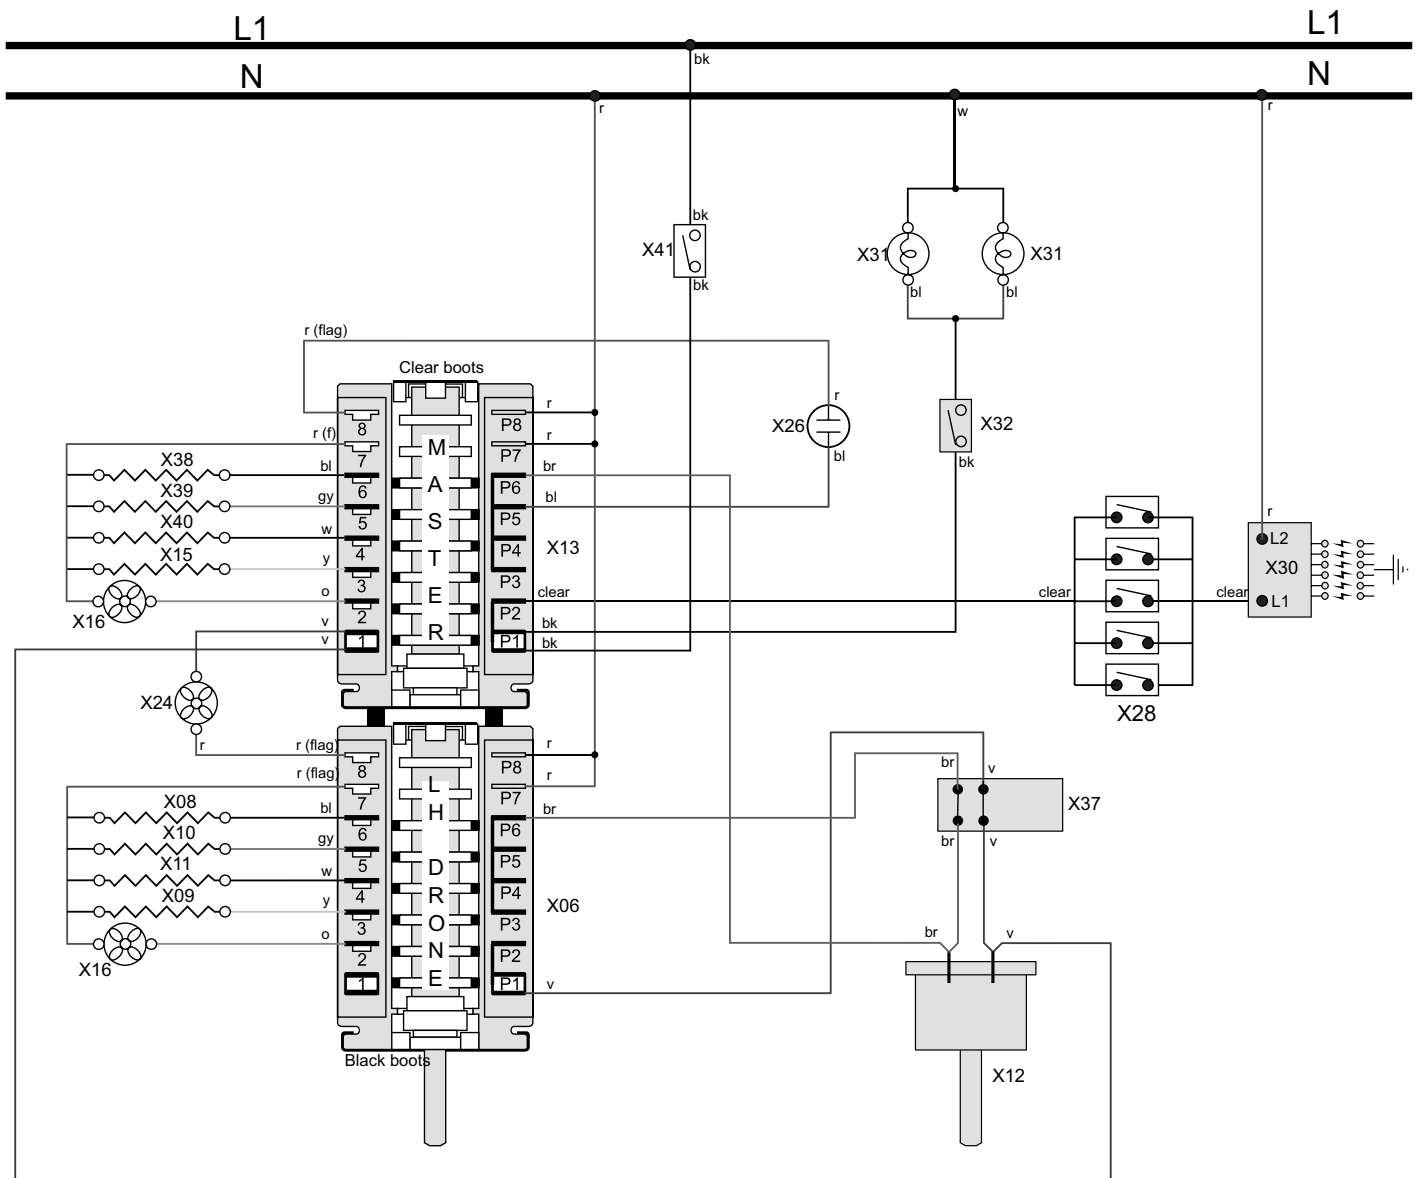 L1 L1
bk
N N
r w r
bk
X41 X31 X31
bk bl bl
r (flag)
Clear boots
r
r 8 P8 X26 X32
r (f) r
7 P7 bl bk
X38 bl br
6 P6
X39 gy bl
5 P5
X40 w
4 P4 X13
X15 y
3 P3
o clear clear clear
X16 2 P2
v bk
v 1 P1 bk
MASTER
r
L2
X30
L1
X24 X28
r r (flag) r
8 P8
r (flag) r
7 P7
X08 bl br
6 P6
X10 gy
5 P5
X11 w
4 P4
X09 y X06
3 P3
o
X16 2 P2
1 P1 v
LH DRONE
br v
X37
br v
br v
Black boots
X12